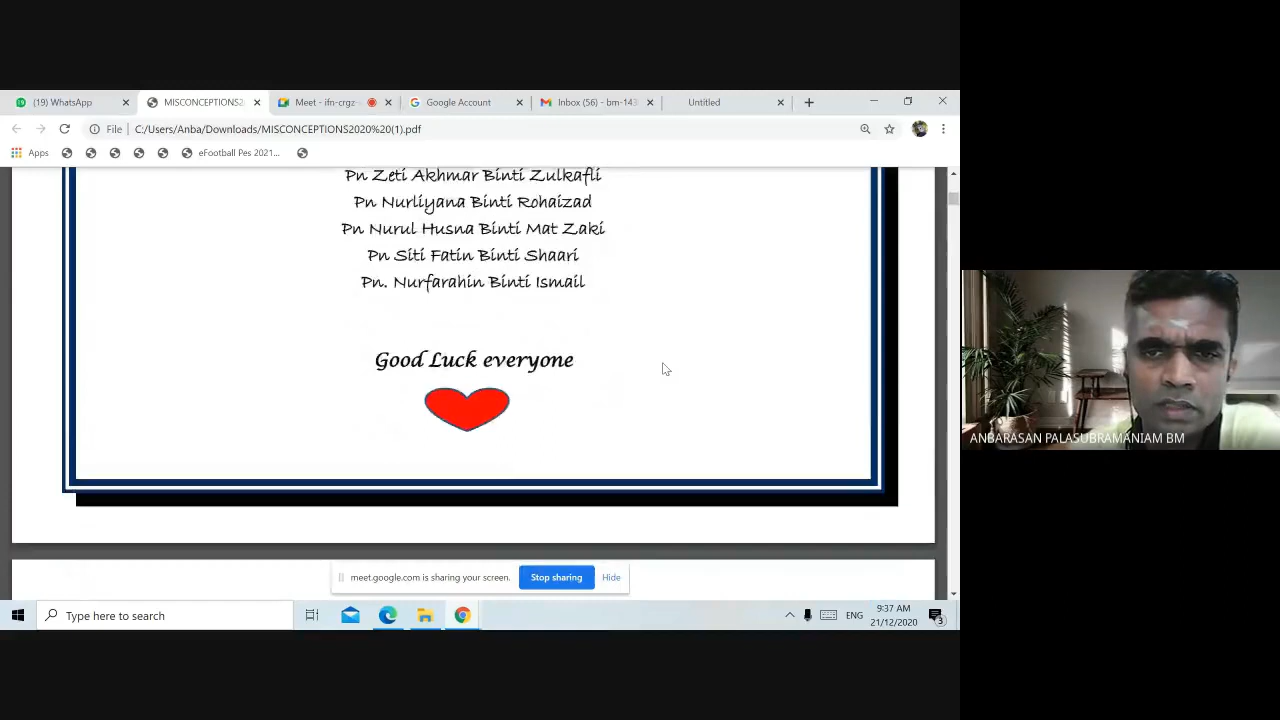 (19) WhatsApp
MISCONCEPTIONS2
Meet - ifn-crgz-
Google Account
Inbox (56) - bm-143
Untitled
File
C:/Users/Anba/Downloads/MISCONCEPTIONS2020%20(1).pdf
Apps
eFootball Pes 2021...
Pn Zeti Akhmar Binti Zulkafli
Pn Nurliyana Binti Rohaizad
Pn Nurul Husna Binti Mat Zaki
Pn Siti Fatin Binti Shaari
Pn. Nurfarahin Binti Ismail
Good Luck everyone
ANBARASAN PALASUBRAMANIAM BM
meet.google.com is sharing your screen.
Stop sharing
Hide
Type here to search
ENG
9:37 AM
21/12/2020
3